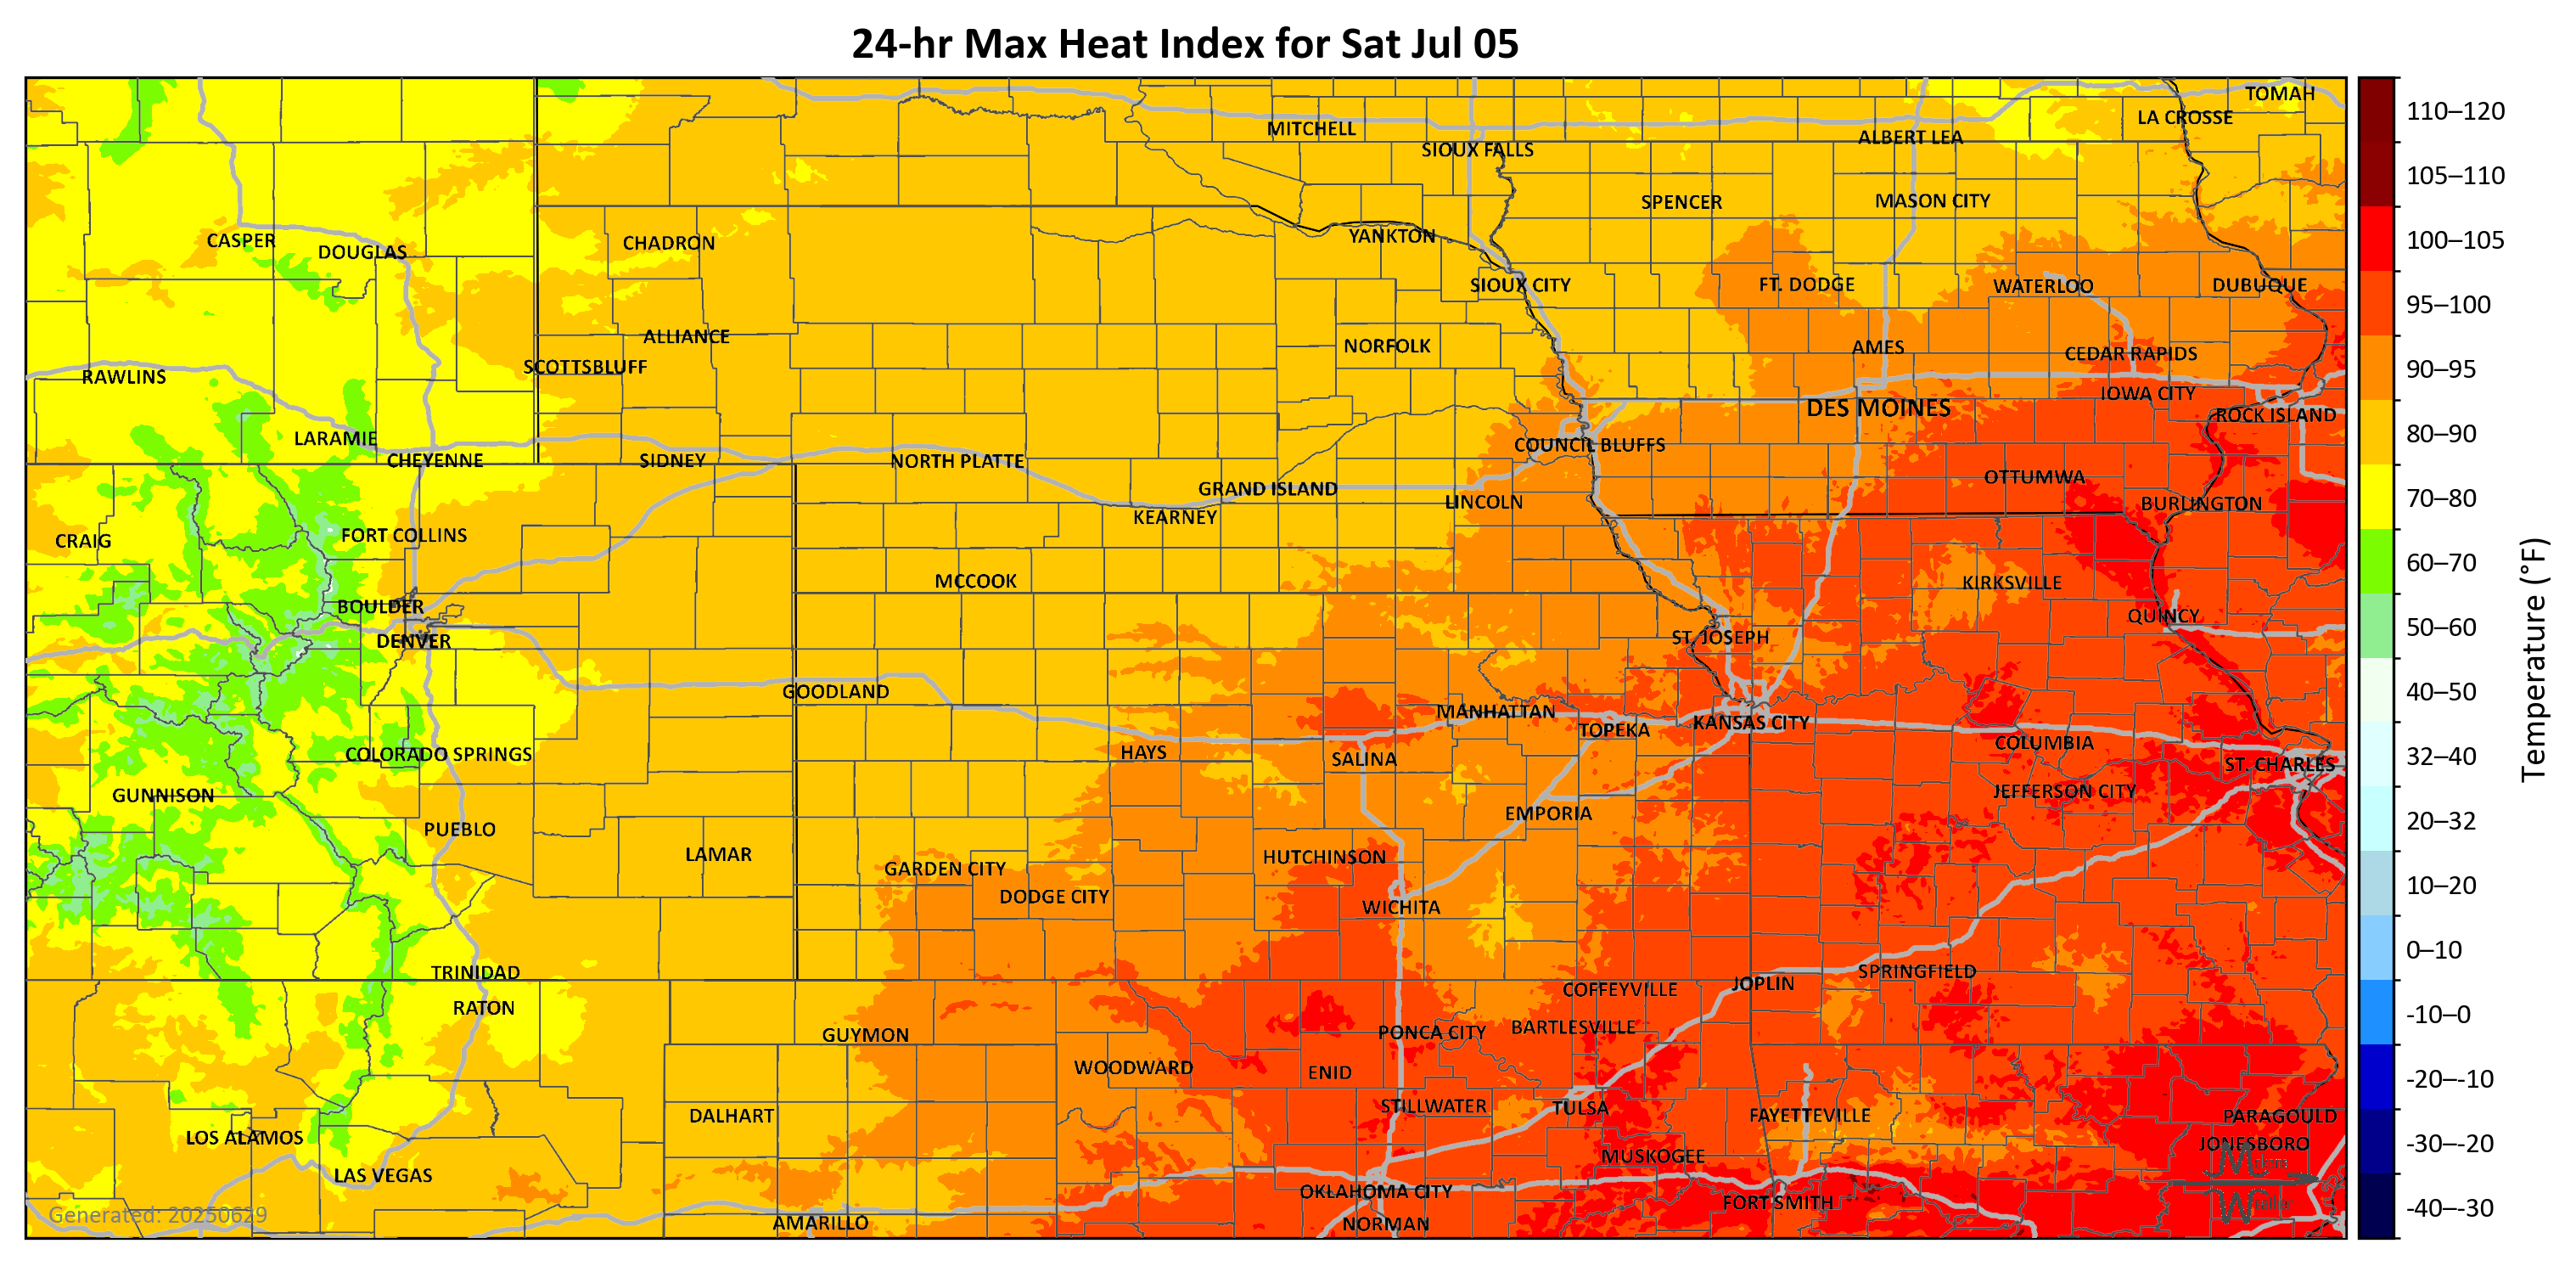 24-hr Max Heat Index for Sat Jul 05
TOMAH
LA CROSSE
MITCHELL
ALBERT LEA
SIOUX FALLS
SPENCER
MASON CITY
CASPER
DOUGLAS
CHADRON
YANKTON
SIOUX CITY
FT. DODGE
WATERLOO
DUBUQUE
ALLIANCE
NORFOLK
AMES
CEDAR RAPIDS
SCOTTSBLUFF
RAWLINS
IOWA CITY
DES MOINES
ROCK ISLAND
LARAMIE
COUNCIL BLUFFS
CHEYENNE
SIDNEY
NORTH PLATTE
OTTUMWA
GRAND ISLAND
LINCOLN
BURLINGTON
KEARNEY
FORT COLLINS
CRAIG
MCCOOK
KIRKSVILLE
BOULDER
QUINCY
DENVER
ST. JOSEPH
GOODLAND
MANHATTAN
KANSAS CITY
TOPEKA
COLUMBIA
COLORADO SPRINGS
HAYS
SALINA
ST. CHARLES
GUNNISON
JEFFERSON CITY
EMPORIA
PUEBLO
LAMAR
HUTCHINSON
GARDEN CITY
DODGE CITY
WICHITA
TRINIDAD
SPRINGFIELD
JOPLIN
COFFEYVILLE
RATON
BARTLESVILLE
PONCA CITY
GUYMON
WOODWARD
ENID
STILLWATER
TULSA
DALHART
FAYETTEVILLE
PARAGOULD
LOS ALAMOS
JONESBORO
MUSKOGEE
LAS VEGAS
OKLAHOMA CITY
FORT SMITH
AMARILLO
NORMAN
Generated: 20250629
110–120
105–110
100–105
95–100
90–95
80–90
70–80
60–70
50–60
40–50
32–40
20–32
10–20
0–10
-10–0
-20–-10
-30–-20
-40–-30
Temperature (°F)